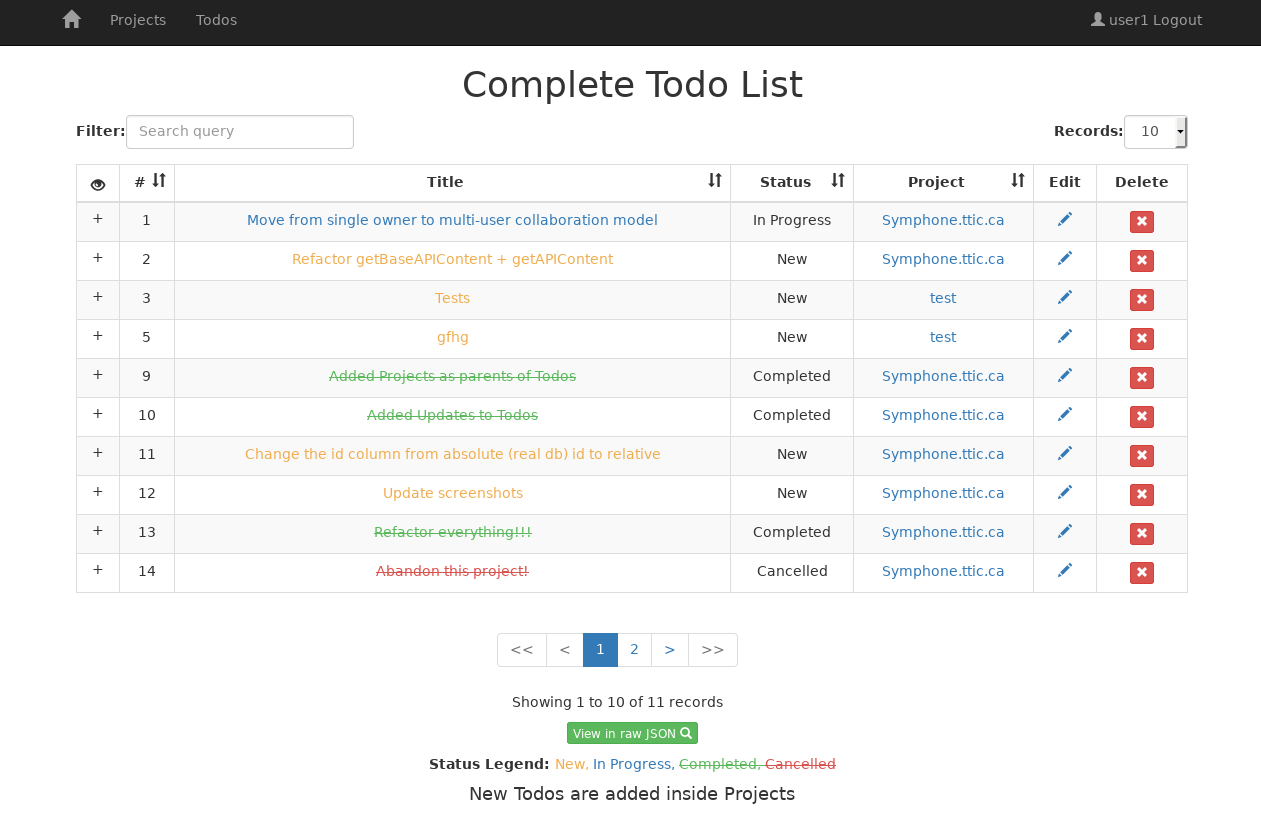 Projects Todos user1 Logout
Complete Todo List
Filter: Search query Records: 10
# Title Status Project Edit Delete
+ 1 Move from single owner to multi-user collaboration model In Progress Symphone.ttic.ca
+ 2 Refactor getBaseAPIContent + getAPIContent New Symphone.ttic.ca
+ 3 Tests New test
+ 5 gfhg New test
+ 9 Added Projects as parents of Todos Completed Symphone.ttic.ca
+ 10 Added Updates to Todos Completed Symphone.ttic.ca
+ 11 Change the id column from absolute (real db) id to relative New Symphone.ttic.ca
+ 12 Update screenshots New Symphone.ttic.ca
+ 13 Refactor everything!!! Completed Symphone.ttic.ca
+ 14 Abandon this project! Cancelled Symphone.ttic.ca
<< < 1 2 > >>
Showing 1 to 10 of 11 records
View in raw JSON
Status Legend: New, In Progress, Completed, Cancelled
New Todos are added inside Projects